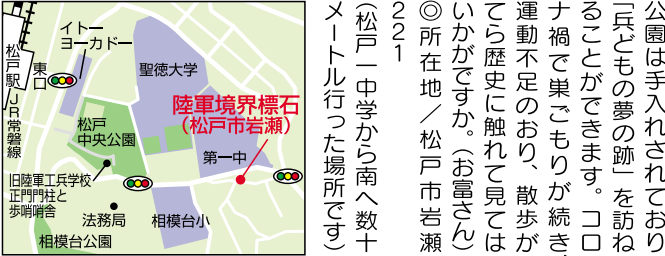 公園は手入れされており
「兵どもの夢の跡」を訪ね
ることができます。コロ
ナ禍で巣ごもりが続き、
運動不足のおり、散歩が
てら歴史に触れて見ては
いかがですか。（お富さん）
◎所在地／松戸市岩瀬
２２１
（松戸一中学から南へ数十
メートル行った場所です）
イトー
ヨーカドー
東口
松戸駅
JR常磐線
聖徳大学
陸軍境界標石
（松戸市岩瀬）
松戸
中央公園
第一中
旧陸軍工兵学校
正門門柱と
歩哨哨舎
法務局
相模台小
相模台公園